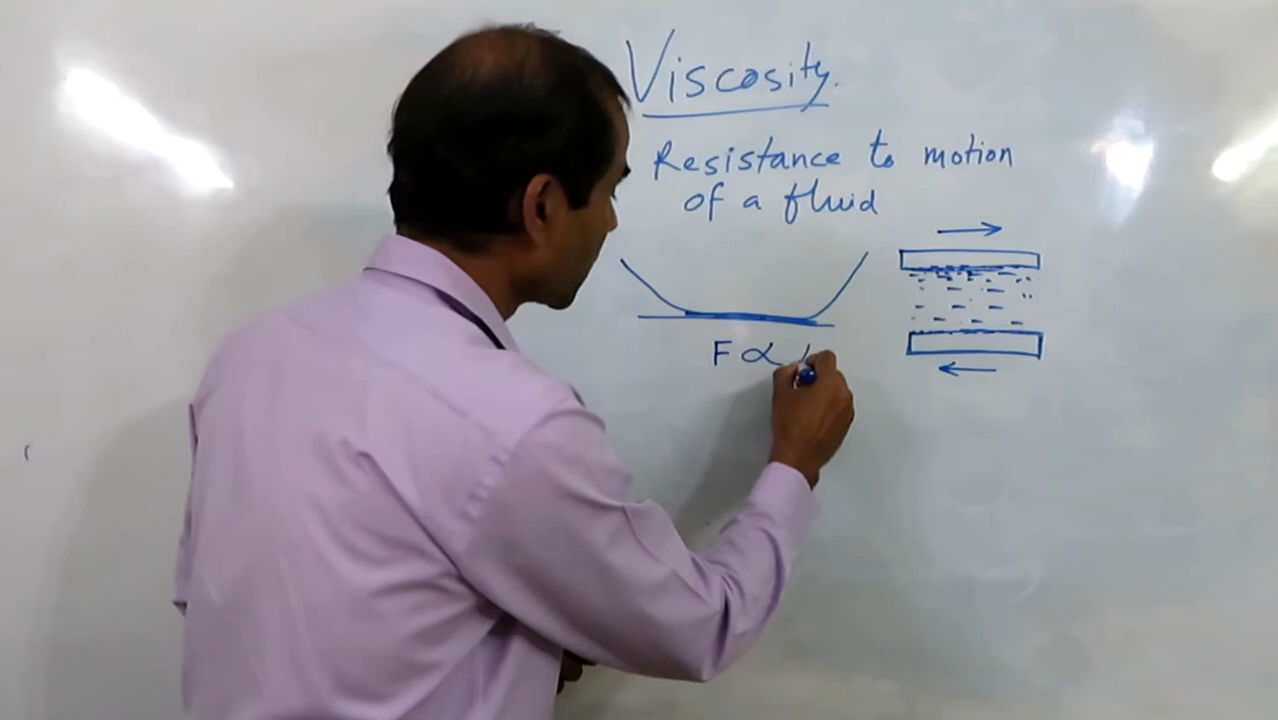 Viscosity.
Resistance to motion
of a fluid
F ∝